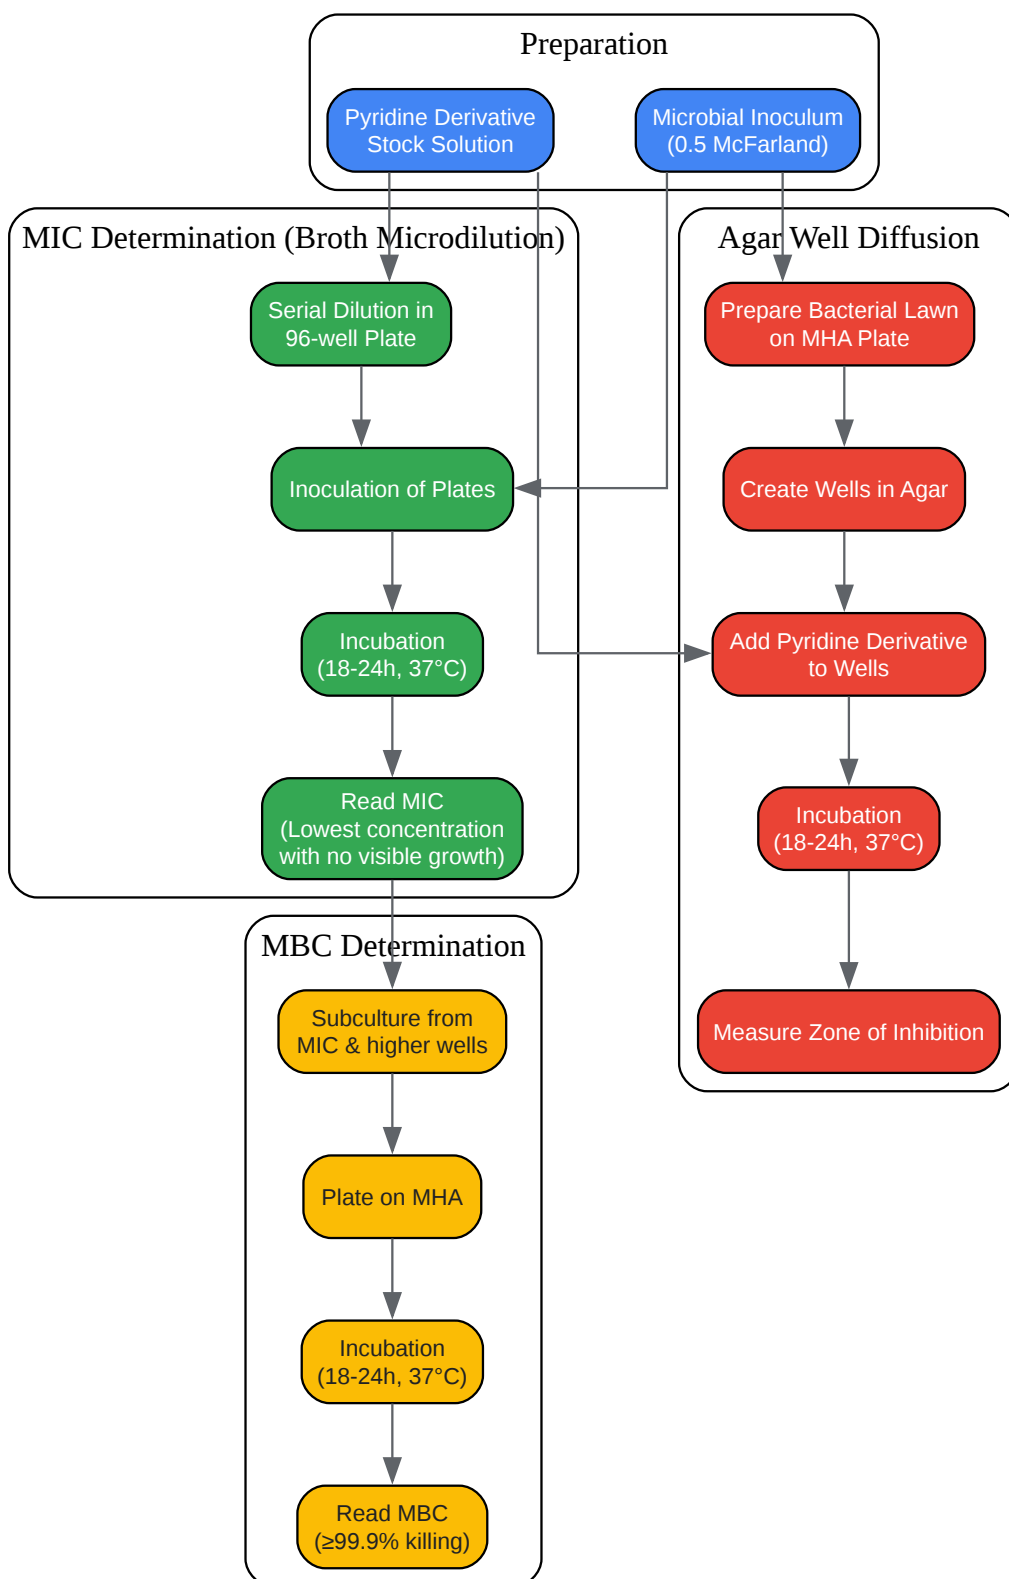 Preparation
Pyridine Derivative
Stock Solution
Microbial Inoculum
(0.5 McFarland)
MIC Determination (Broth Microdilution)
Serial Dilution in
96-well Plate
Inoculation of Plates
Incubation
(18-24h, 37°C)
Read MIC
(Lowest concentration
with no visible growth)
Agar Well Diffusion
Prepare Bacterial Lawn
on MHA Plate
Create Wells in Agar
Add Pyridine Derivative
to Wells
Incubation
(18-24h, 37°C)
Measure Zone of Inhibition
MBC Determination
Subculture from
MIC & higher wells
Plate on MHA
Incubation
(18-24h, 37°C)
Read MBC
(≥99.9% killing)